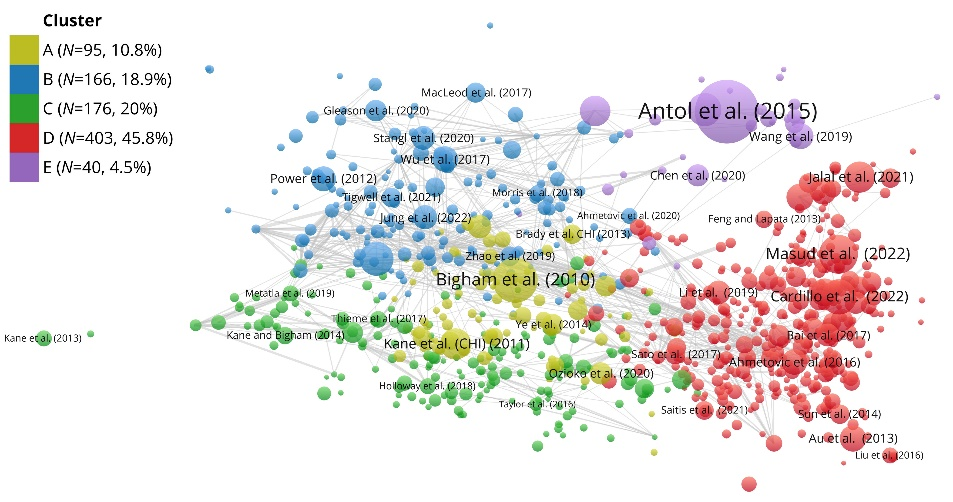 Cluster
A (N=95, 10.8%)
B (N=166, 18.9%)
C (N=176, 20%)
D (N=403, 45.8%)
E (N=40, 4.5%)
MacLeod et al. (2017)
Gleason et al. (2020)
Antol et al. (2015)
Stangl et al. (2020)
Wang et al. (2019)
Wu et al. (2017)
Power et al. (2012)
Chen et al. (2020)
Jalal et al. (2021)
Tigwell et al. (2021)
Morris et al. (2018)
Jung et al. (2022)
Ahmetovic et al. (2020)
Feng and Lapata (2013)
Brady et al. CHI (2013)
Zhao et al. (2019)
Masud et al. (2022)
Bigham et al. (2010)
Metatla et al. (2019)
Li et al. (2019)
Cardillo et al. (2022)
Thieme et al. (2017)
Ye et al. (2014)
Kane et al. (2013)
Kane and Bigham (2014)
Kane et al. (CHI) (2011)
Bai et al. (2017)
Sato et al. (2017)
Ahmetovic et al. (2016)
Ozioko et al. (2020)
Holloway et al. (2018)
Taylor et al. (2016)
Saitis et al. (2021)
Sun et al. (2014)
Au et al. (2013)
Liu et al. (2016)